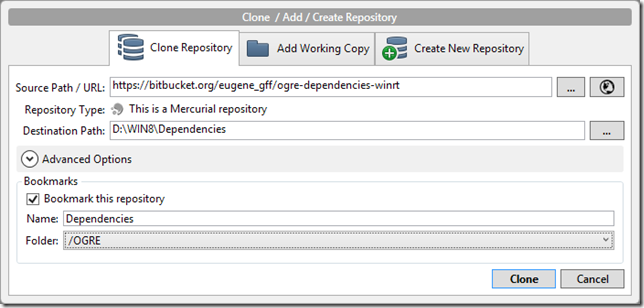 Clone / Add / Create Repository
Clone Repository
Add Working Copy
Create New Repository
Source Path / URL: https://bitbucket.org/eugene_gff/ogre-dependencies-winrt ...
Repository Type: This is a Mercurial repository
Destination Path: D:\WIN8\Dependencies ...
Advanced Options
Bookmarks
Bookmark this repository
Name: Dependencies
Folder: /OGRE
Clone Cancel